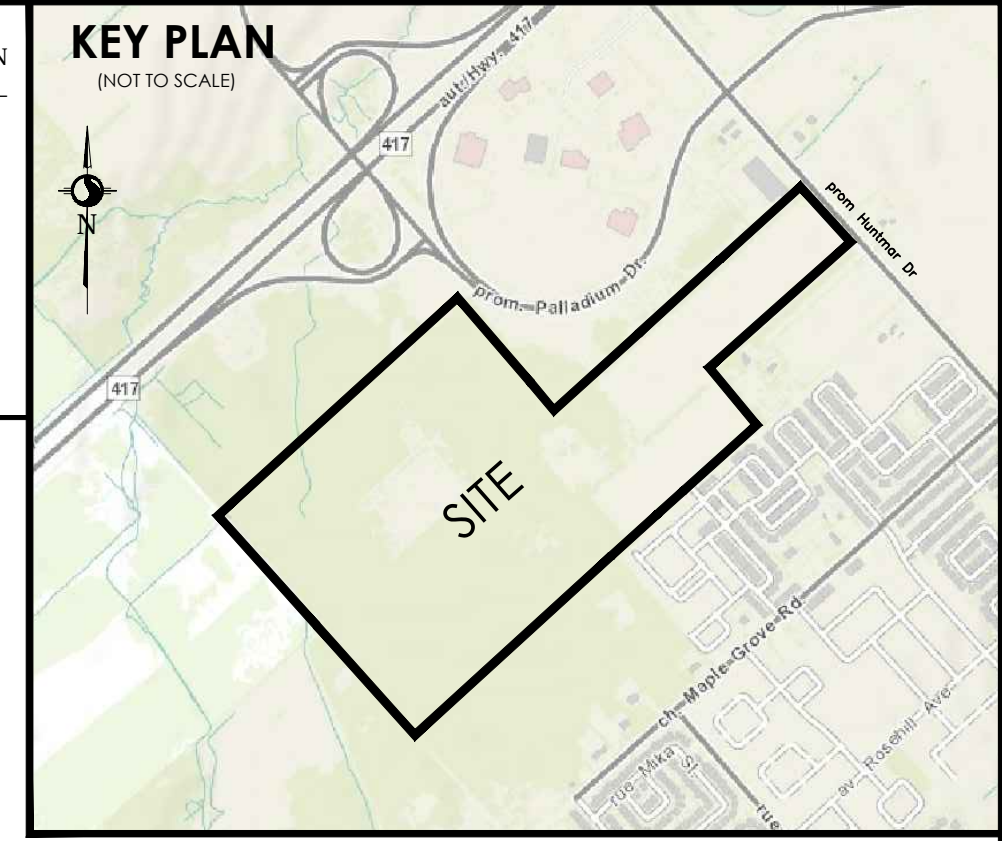 KEY PLAN
(NOT TO SCALE)
N
N
417
aut/Hwy. 417
prom Huntmar Dr
prom.=Palladium=Dr.
417
SITE
ch.=Maple=Grove=Rd.
av=Rosehill=Ave
rue=Mika
St.
rue